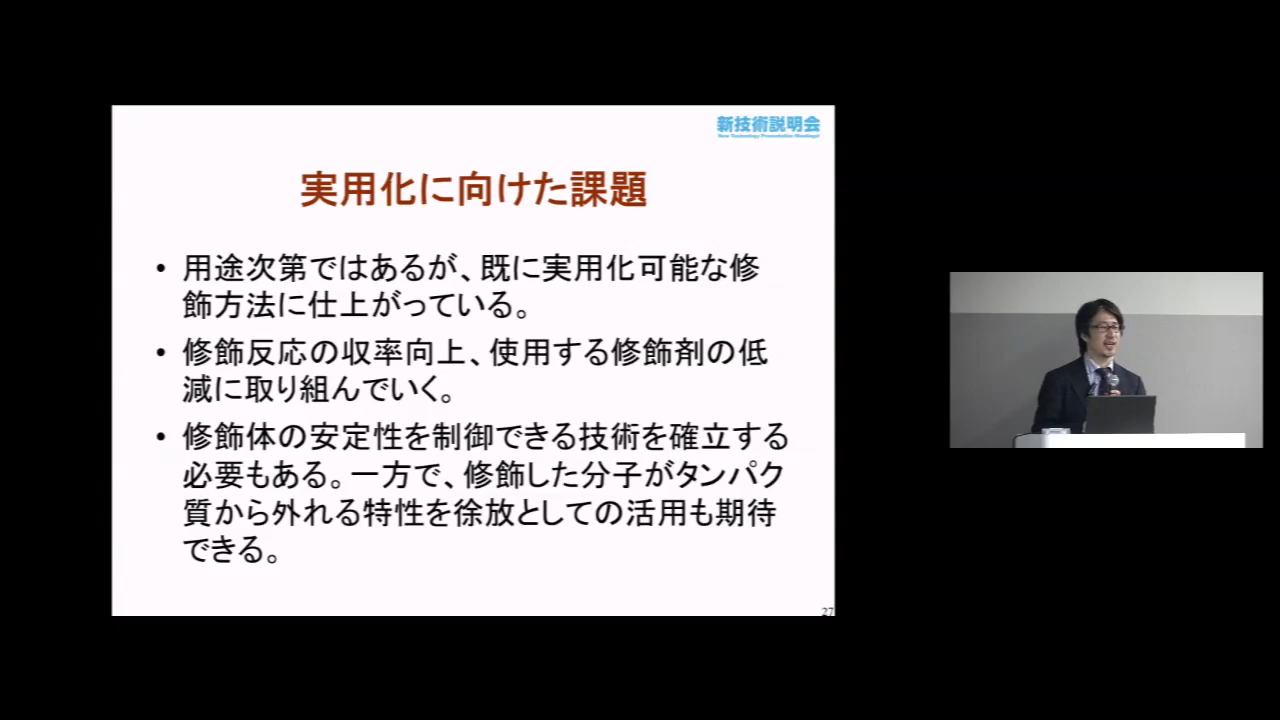 新技術説明会
New Technology Presentation Meetings!
実用化に向けた課題
• 用途次第ではあるが、既に実用化可能な修
飾方法に仕上がっている。
• 修飾反応の収率向上、使用する修飾剤の低
減に取り組んでいく。
• 修飾体の安定性を制御できる技術を確立する
必要もある。一方で、修飾した分子がタンパク
質から外れる特性を徐放としての活用も期待
できる。
27